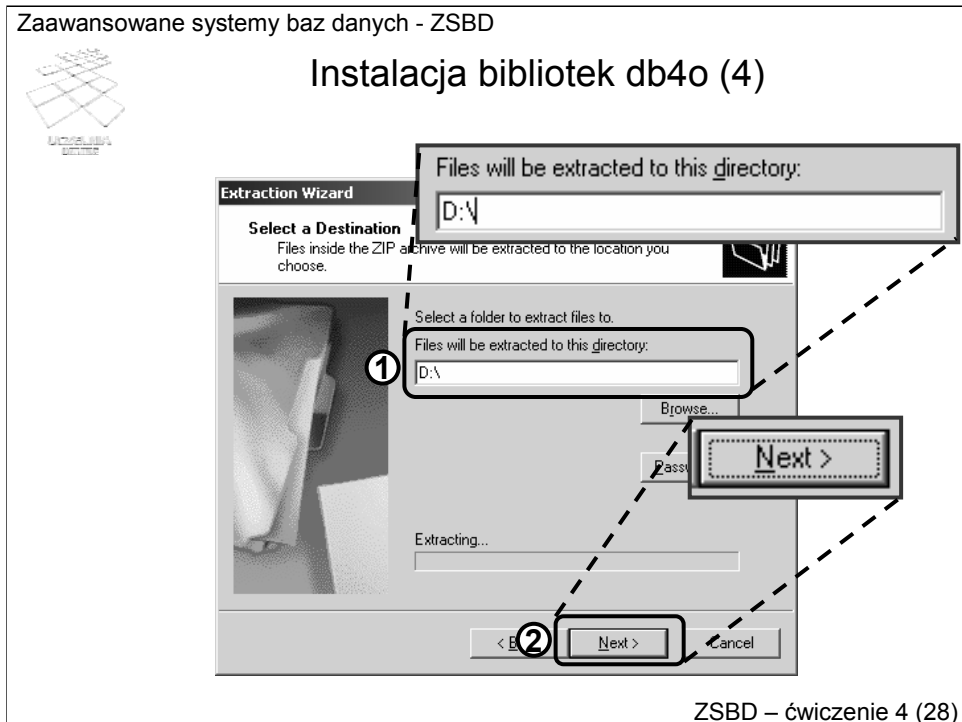 Zaawansowane systemy baz danych - ZSBD
Instalacja bibliotek db4o (4)
UCZELNIA
ONLINE
Files will be extracted to this directory:
D:\
Extraction Wizard
Select a Destination
Files inside the ZIP archive will be extracted to the location you
choose.
Select a folder to extract files to.
Files will be extracted to this directory:
1
D:\
Browse...
Next >
Extracting...
2
Next >
Cancel
ZSBD – ćwiczenie 4 (28)